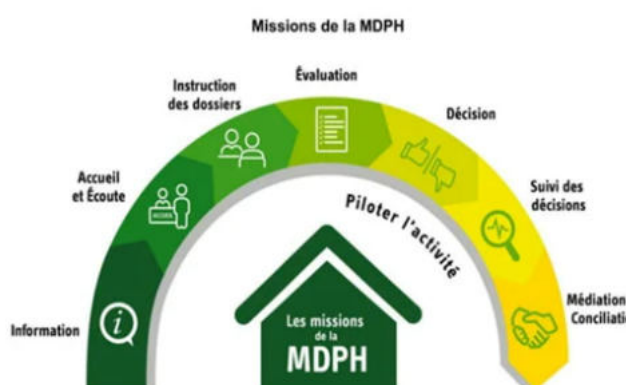 Missions de la MDPH
Évaluation
Instruction
des dossiers
Décision
Accueil
et Écoute
ACCUEIL
Suivi des
décisions
Piloter l'activité
Médiation
Information
Les missions
de la
MDPH